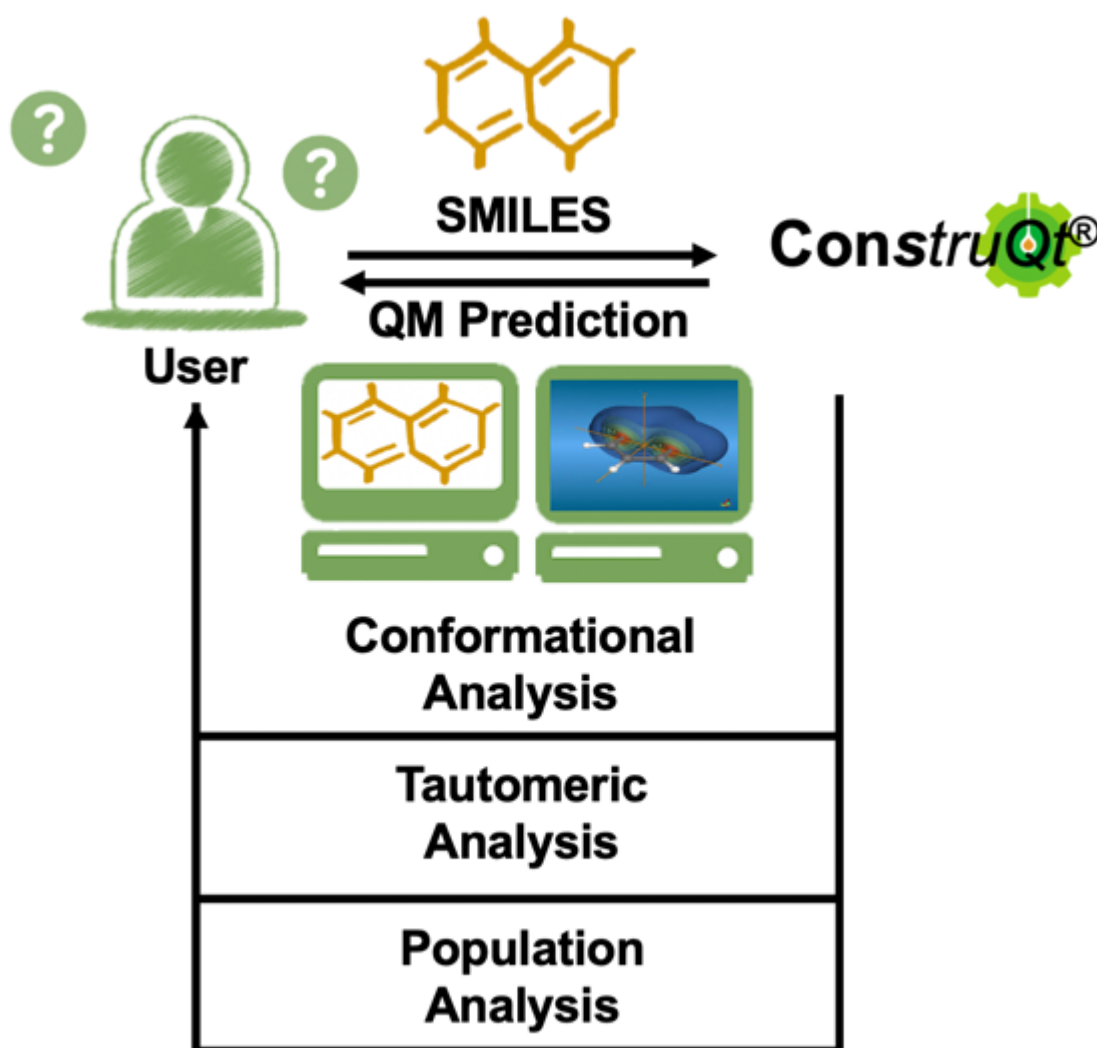 ?
?
SMILES
ConstruQt®
QM Prediction
User
Conformational
Analysis
Tautomeric
Analysis
Population
Analysis